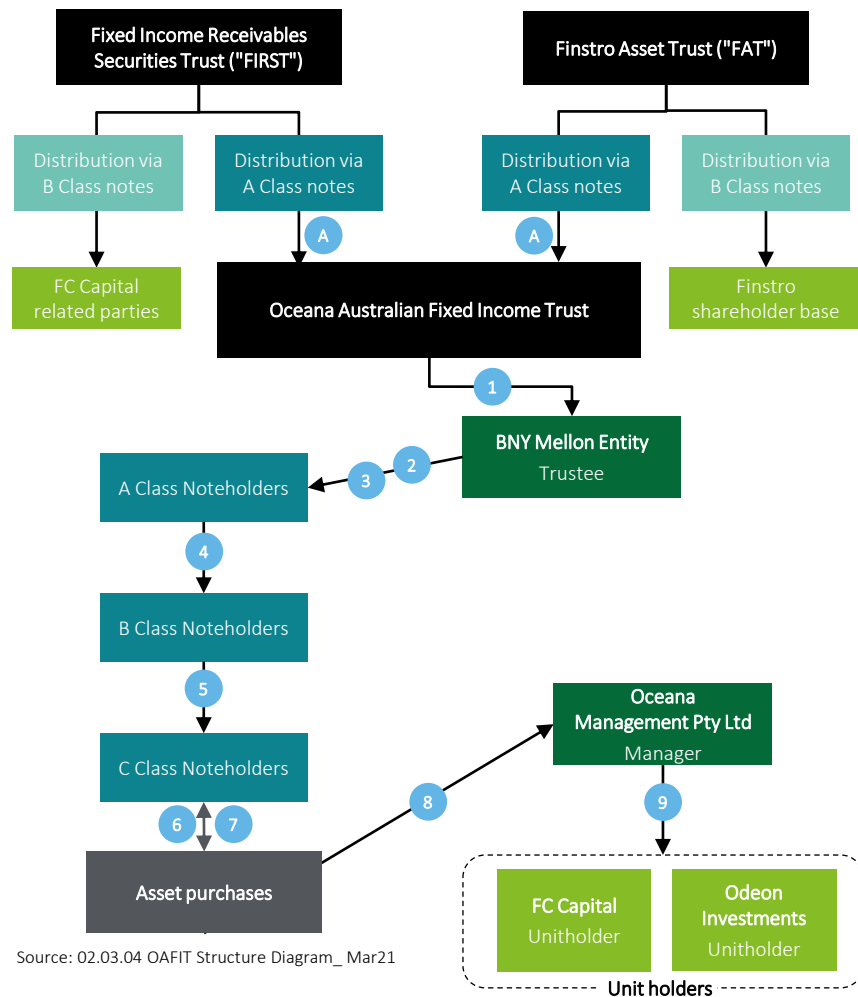 Fixed Income Receivables
Securities Trust ("FIRST")
Finstro Asset Trust ("FAT")
Distribution via
B Class notes
Distribution via
A Class notes
Distribution via
A Class notes
Distribution via
B Class notes
A
A
FC Capital
related parties
Oceana Australian Fixed Income Trust
Finstro
shareholder base
1
BNY Mellon Entity
Trustee
2
3
A Class Noteholders
4
B Class Noteholders
5
Oceana
Management Pty Ltd
Manager
C Class Noteholders
6
7
8
9
Asset purchases
FC Capital
Unitholder
Odeon
Investments
Unitholder
Source: 02.03.04 OAFIT Structure Diagram_ Mar21
Unit holders